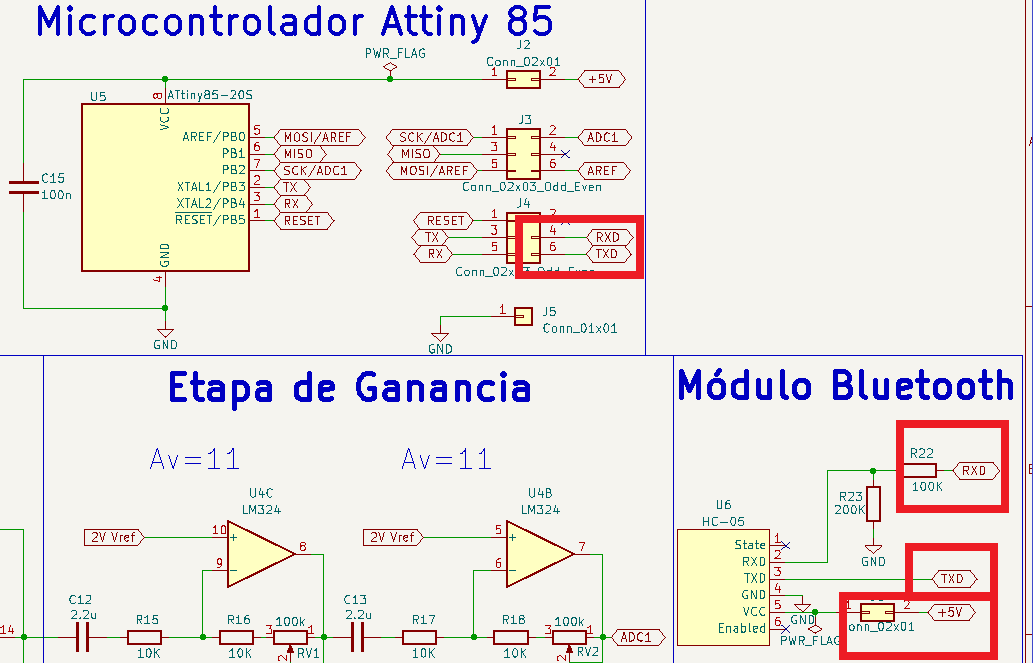 Microcontrolador Attiny 85
J2
PWR_FLAG
Conn_02x01
1
2
+5V
U5
8
ATtiny85-20S
VCC
J3
AREF/PB0
5
MOSI/AREF
SCK/ADC1
1
2
ADC1
PB1
6
MISO
MISO
3
4
PB2
7
SCK/ADC1
MOSI/AREF
5
6
AREF
C15
100n
XTAL1/PB3
2
TX
Conn_02x03_Odd_Even
XTAL2/PB4
3
RX
J4
RESET/PB5
1
RESET
RESET
1
2
TX
3
4
RXD
GND
RX
5
6
TXD
4
1
J5
Conn_01x01
GND
GND
Etapa de Ganancia
Módulo Bluetooth
Av=11
Av=11
R22
RXD
100K
U4C
LM324
U4B
LM324
R23
200K
U6
HC-05
2V Vref
10
+
8
9
-
2V Vref
5
+
7
6
-
GND
State
1
RXD
2
TXD
3
TXD
GND
4
GND
VCC
5
1
2
+5V
Enabled
6
PWR_FLAG
C12
2.2u
R15
10K
R16
10K
100k
3
1
2
RV1
C13
2.2u
R17
10K
R18
10K
100k
3
1
2
RV2
ADC1
14